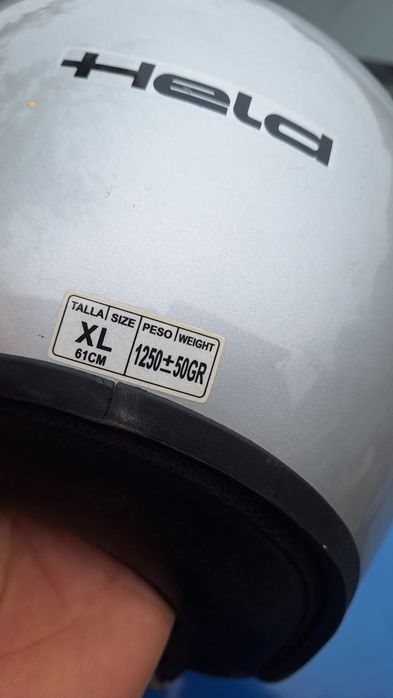 Held
TALLA SIZE PESO WEIGHT
XL 1250±50GR
61CM